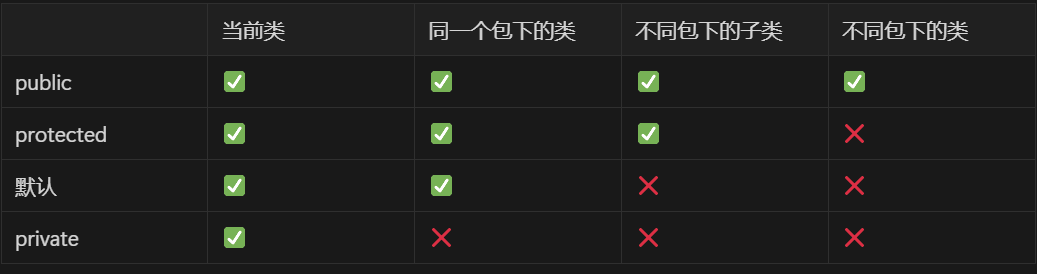 当前类 同一个包下的类 不同包下的子类 不同包下的类
public ✅ ✅ ✅ ✅
protected ✅ ✅ ✅ ❌
默认 ✅ ✅ ❌ ❌
private ✅ ❌ ❌ ❌